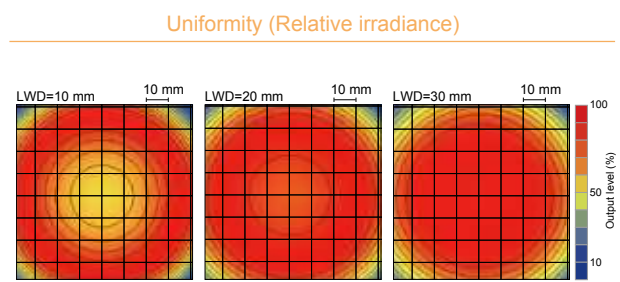 Uniformity (Relative irradiance)
LWD=10 mm 10 mm LWD=20 mm 10 mm LWD=30 mm 10 mm
100
50
10
Output level (%)